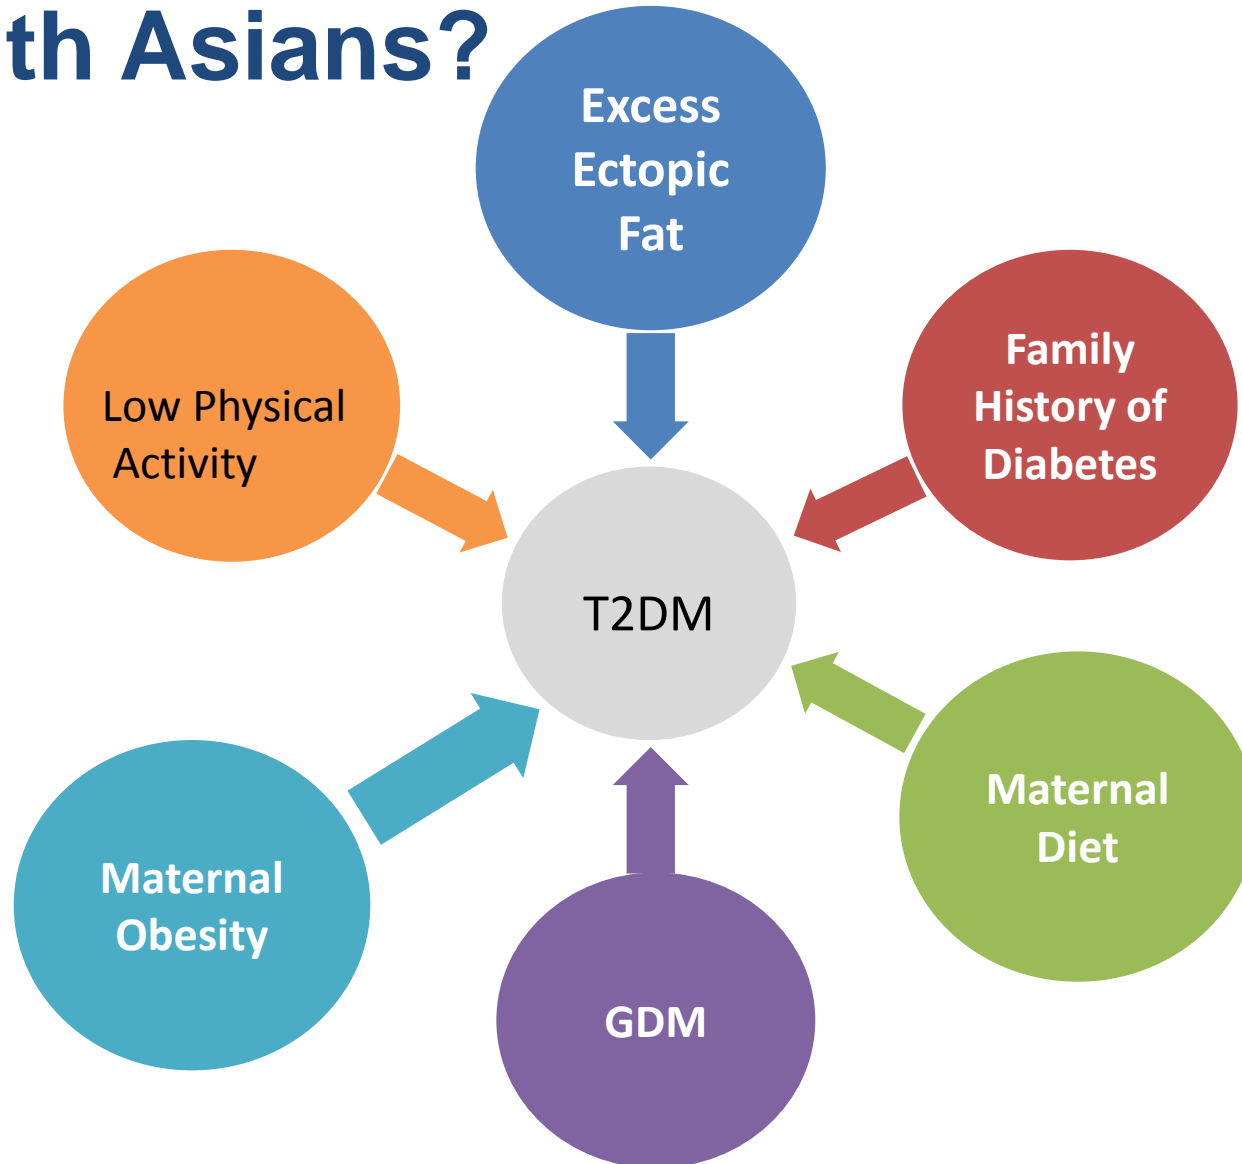 th Asians?
Excess
Ectopic
Fat
Family
History of
Diabetes
Low Physical
Activity
T2DM
Maternal
Diet
Maternal
Obesity
GDM